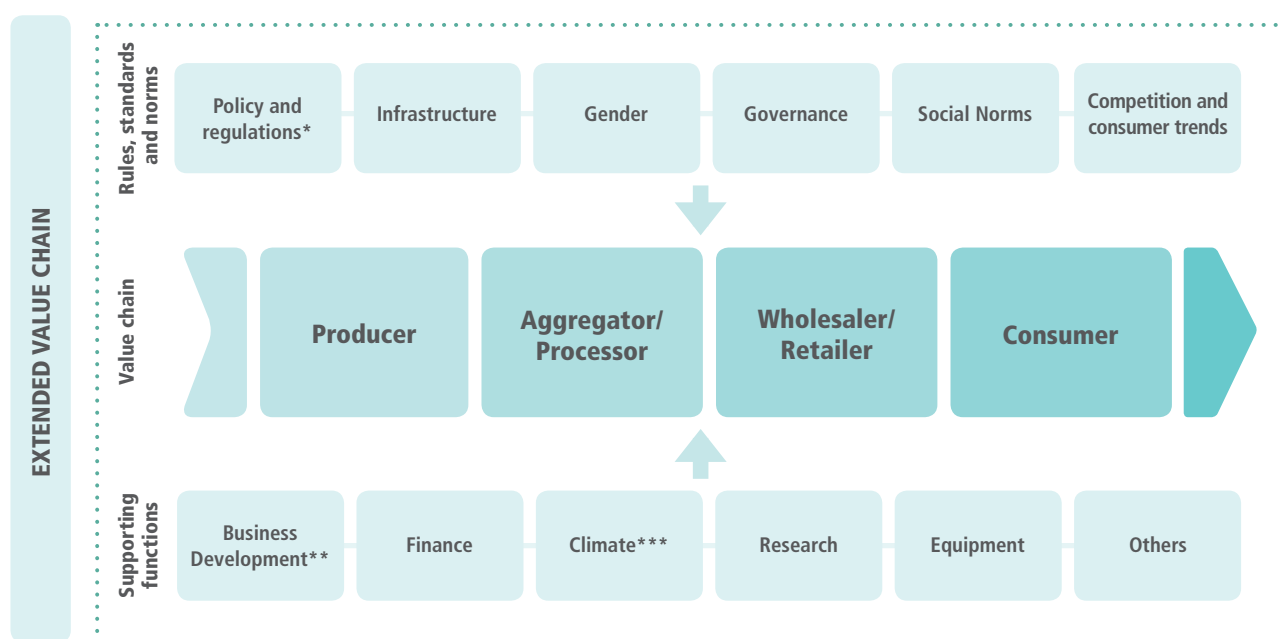 EXTENDED VALUE CHAIN
Rules, standards
and norms
Policy and
regulations*
Infrastructure
Gender
Governance
Social Norms
Competition and
consumer trends
Value chain
Producer
Aggregator/
Processor
Wholesaler/
Retailer
Consumer
Supporting
functions
Business
Development**
Finance
Climate***
Research
Equipment
Others